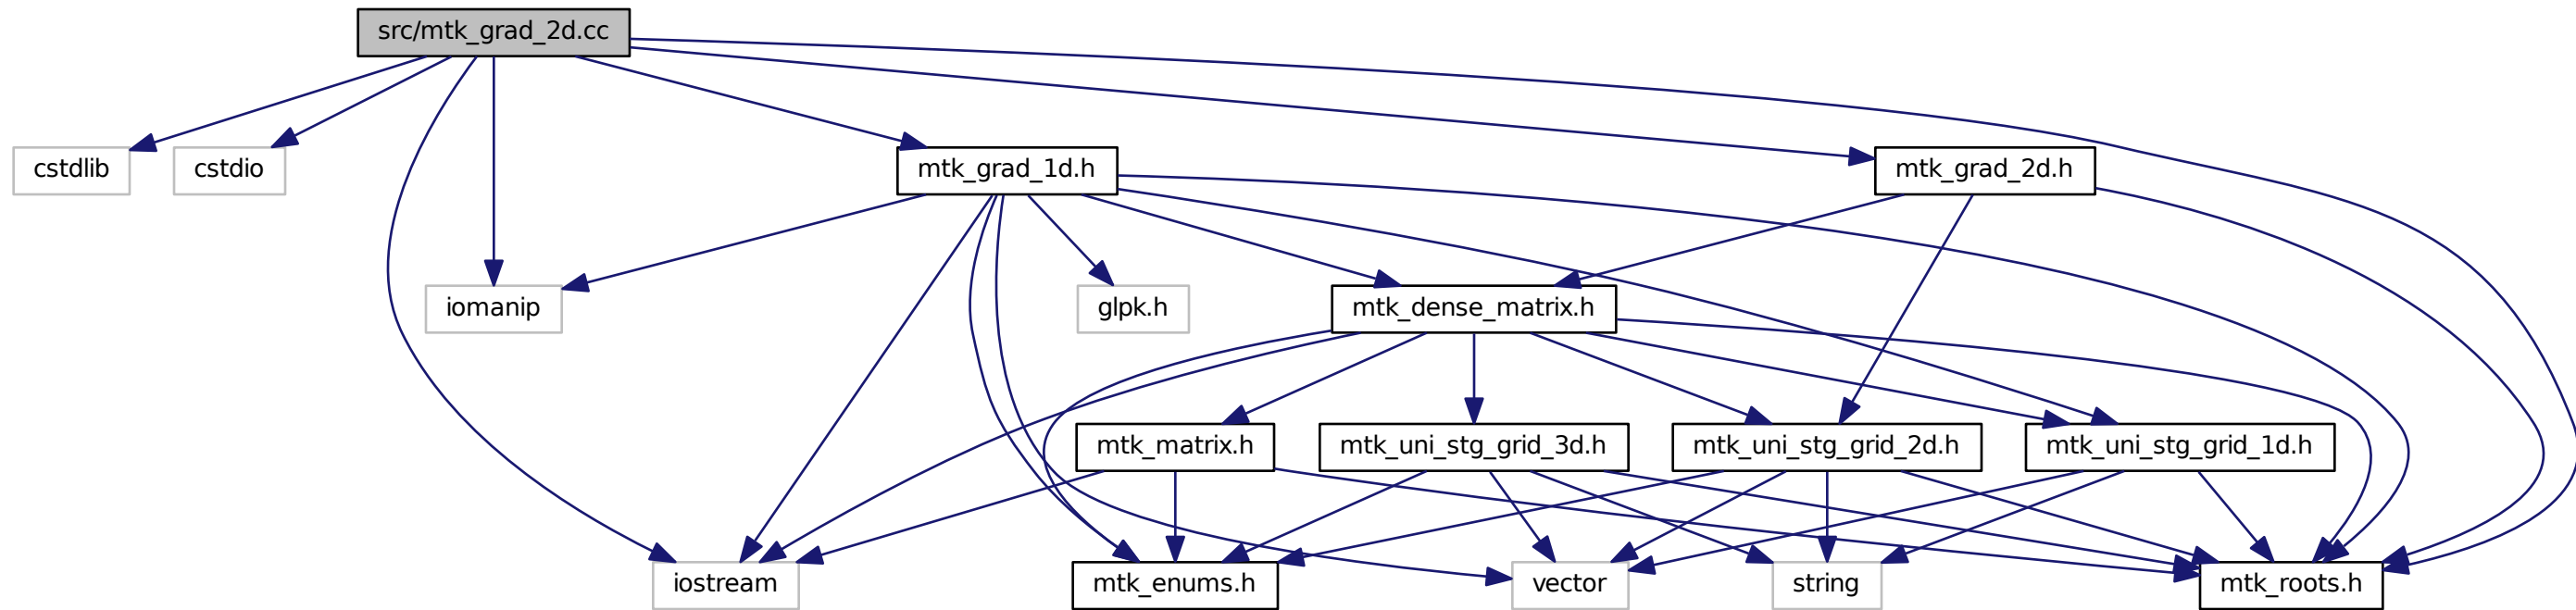 src/mtk_grad_2d.cc
cstdlib
cstdio
mtk_grad_1d.h
mtk_grad_2d.h
iomanip
glpk.h
mtk_dense_matrix.h
mtk_matrix.h
mtk_uni_stg_grid_3d.h
mtk_uni_stg_grid_2d.h
mtk_uni_stg_grid_1d.h
iostream
mtk_enums.h
vector
string
mtk_roots.h